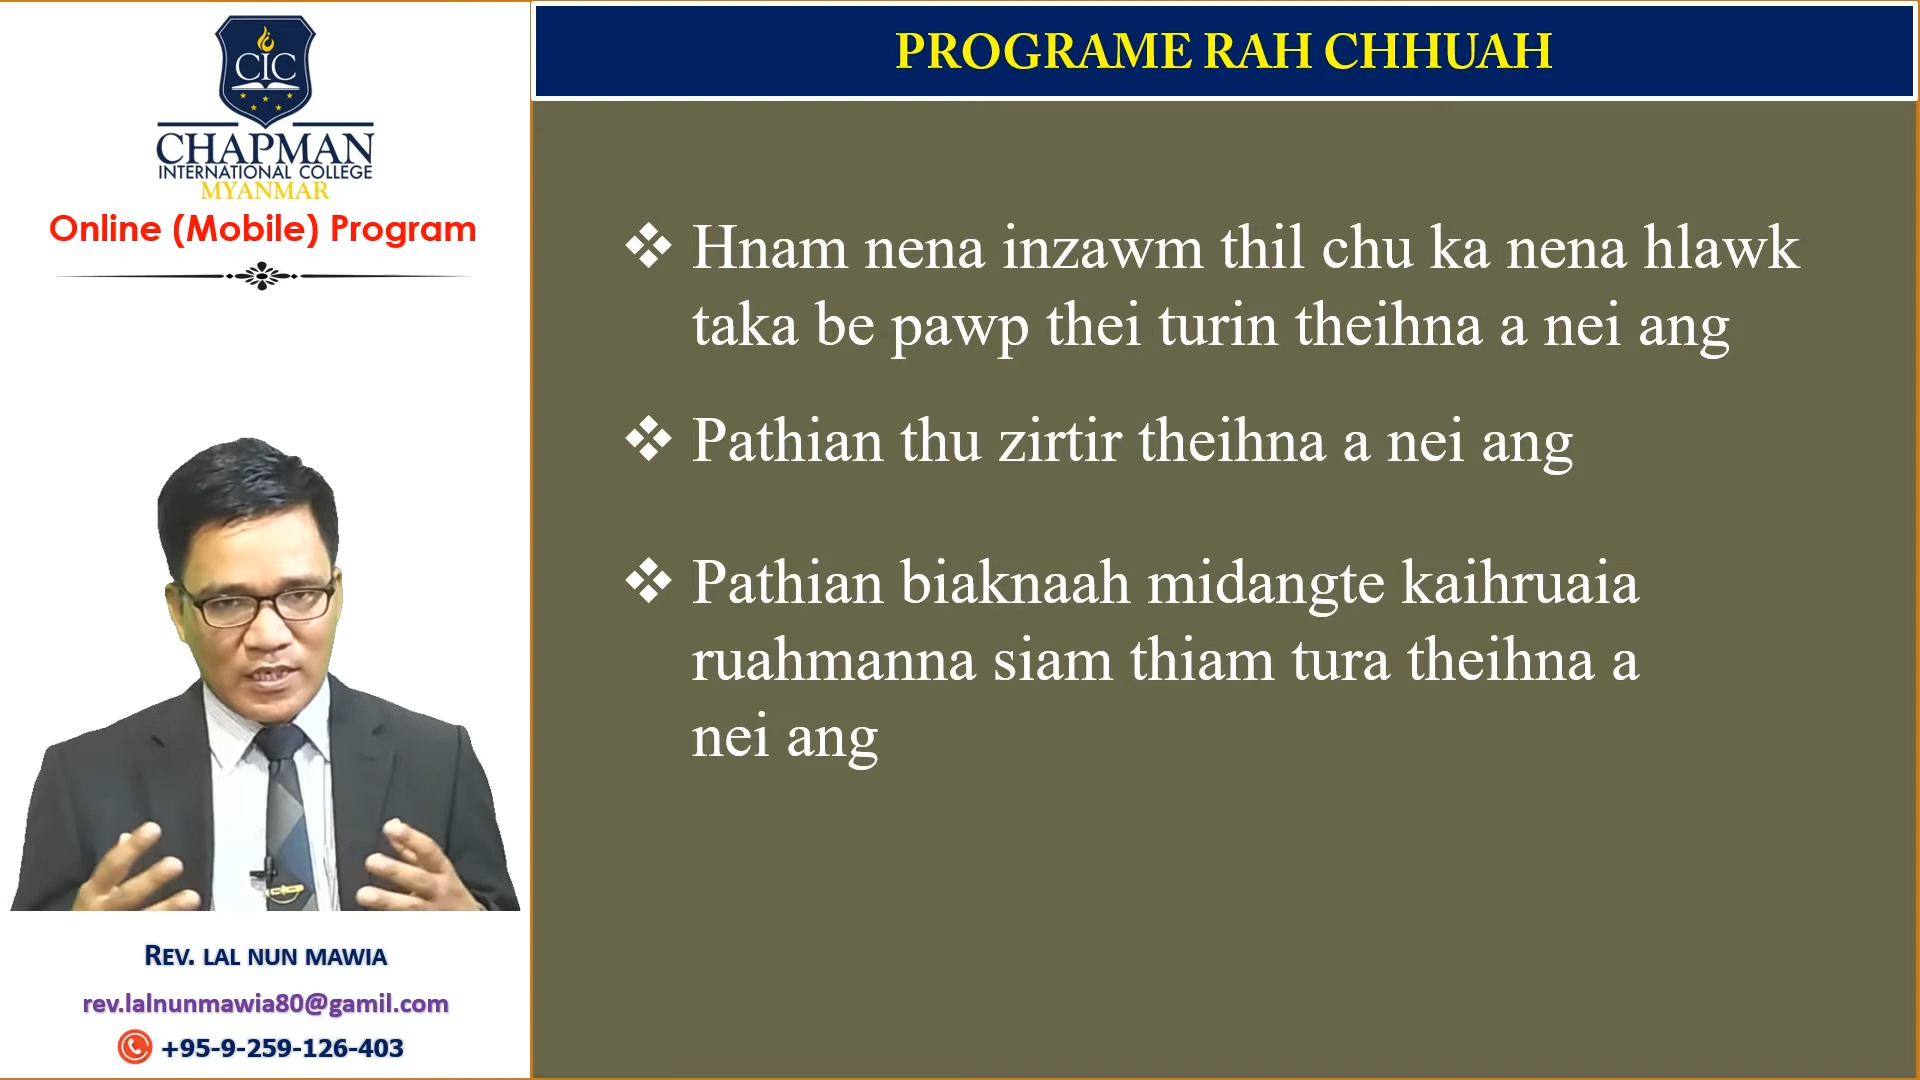 CIC
CHAPMAN
INTERNATIONAL COLLEGE
MYANMAR
Online (Mobile) Program
REV. LAL NUN MAWIA
rev.lalnunmawia80@gamil.com
+95-9-259-126-403
PROGRAME RAH CHHUAH
❖ Hnam nena inzawm thil chu ka nena hlawk
taka be pawp thei turin theihna a nei ang
❖ Pathian thu zirtir theihna a nei ang
❖ Pathian biaknaah midangte kaihruaia
ruahmanna siam thiam tura theihna a
nei ang